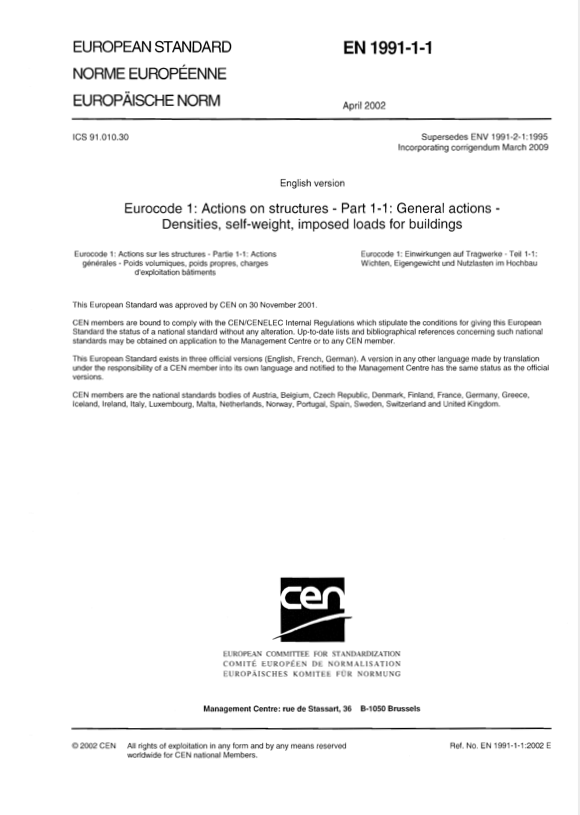 EUROPEAN STANDARD
NORME EUROPÉENNE
EUROPÄISCHE NORM
EN 1991-1-1
April 2002
ICS 91.010.30
Supersedes ENV 1991-2-1:1995
Incorporating corrigendum March 2009
English version
Eurocode 1: Actions on structures - Part 1-1: General actions -
Densities, self-weight, imposed loads for buildings
Eurocode 1: Actions sur les structures - Partie 1-1: Actions
générales - Poids volumiques, poids propres, charges
d'exploitation bâtiments
Eurocode 1: Einwirkungen auf Tragwerke - Teil 1-1:
Wichten, Eigengewicht und Nutzlasten im Hochbau
This European Standard was approved by CEN on 30 November 2001.
CEN members are bound to comply with the CEN/CENELEC Internal Regulations which stipulate the conditions for giving this European
Standard the status of a national standard without any alteration. Up-to-date lists and bibliographical references concerning such national
standards may be obtained on application to the Management Centre or to any CEN member.
This European Standard exists in three official versions (English, French, German). A version in any other language made by translation
under the responsibility of a CEN member into its own language and notified to the Management Centre has the same status as the official
versions.
CEN members are the national standards bodies of Austria, Belgium, Czech Republic, Denmark, Finland, France, Germany, Greece,
Iceland, Ireland, Italy, Luxembourg, Malta, Netherlands, Norway, Portugal, Spain, Sweden, Switzerland and United Kingdom.
cen
EUROPEAN COMMITTEE FOR STANDARDIZATION
COMITÉ EUROPÉEN DE NORMALISATION
EUROPÄISCHES KOMITEE FÜR NORMUNG
Management Centre: rue de Stassart, 36 B-1050 Brussels
© 2002 CEN All rights of exploitation in any form and by any means reserved
worldwide for CEN national Members.
Ref. No. EN 1991-1-1:2002 E